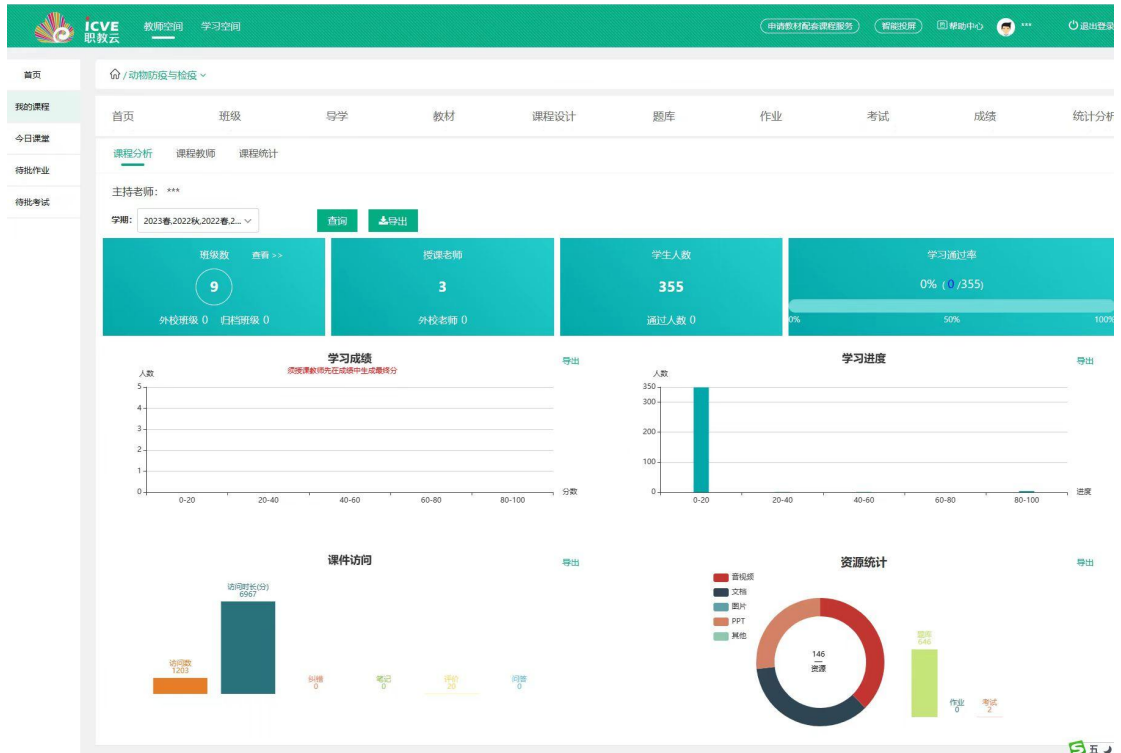 iCVE
职教云
教师空间 学习空间
申请教材配套课程服务 智能投屏 帮助中心 *** 退出登录
首页
我的课程
今日课堂
待批作业
待批考试
/ 动物防疫与检疫
首页 班级 导学 教材 课程设计 题库 作业 考试 成绩 统计分析
课程分析 课程教师 课程统计
主持老师: ***
学期: 2023春,2022秋,2022春,2... 查询 导出
班级数 查看 >>
9
外校班级 0 归档班级 0
授课老师
3
外校老师 0
学生人数
355
通过人数 0
学习通过率
0% ( 0 /355)
0% 50% 100%
学习成绩
须授课教师先在成绩中生成最终分
导出
人数
5
4
3
2
1
0
0-20 20-40 40-60 60-80 80-100
分数
学习进度
导出
人数
350
300
200
100
0
0-20 20-40 40-60 60-80 80-100
进度
课件访问
导出
访问数
1203
访问时长(分)
6967
纠错
0
笔记
0
评价
20
问答
0
资源统计
导出
音视频
文档
图片
PPT
其他
146
资源
题库
646
作业
0
考试
2
五